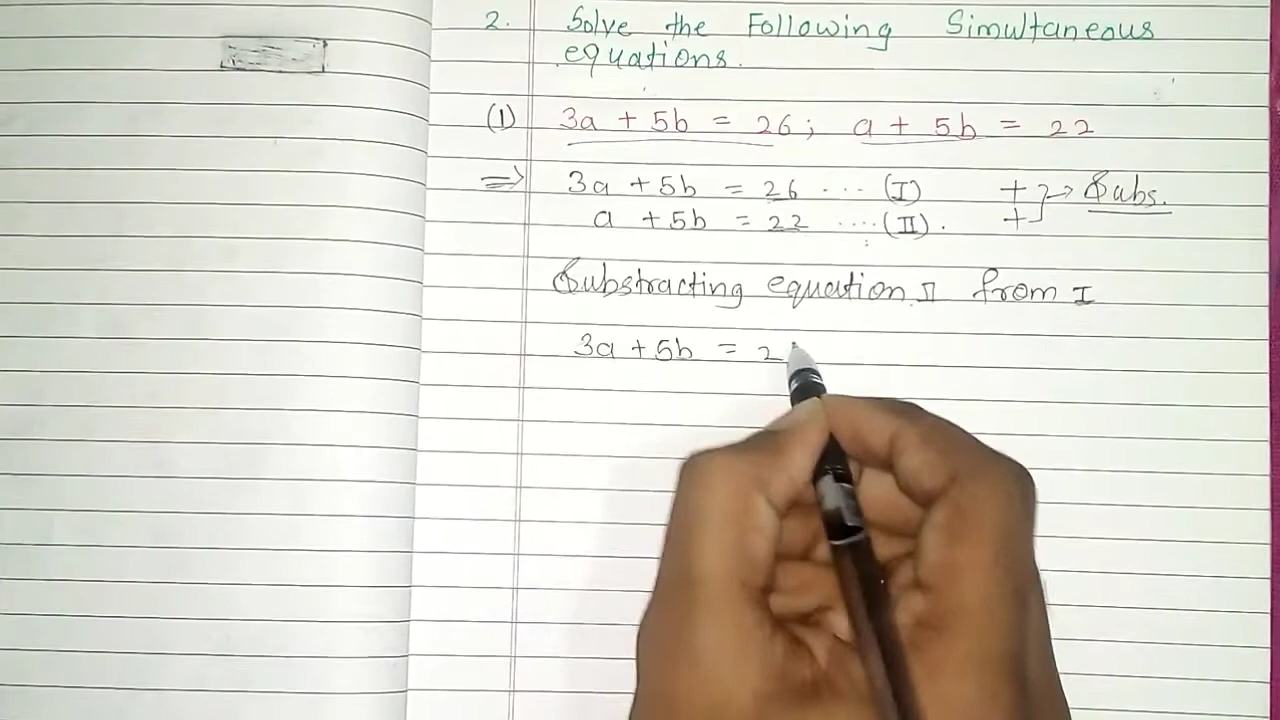 2. Solve the Following Simultaneous
equations.
(1) 3a + 5b = 26; a + 5b = 22
⇒ 3a + 5b = 26 ... (I) + → Subs.
a + 5b = 22 ....(II). +
Substracting equation II from I
3a + 5b = 2